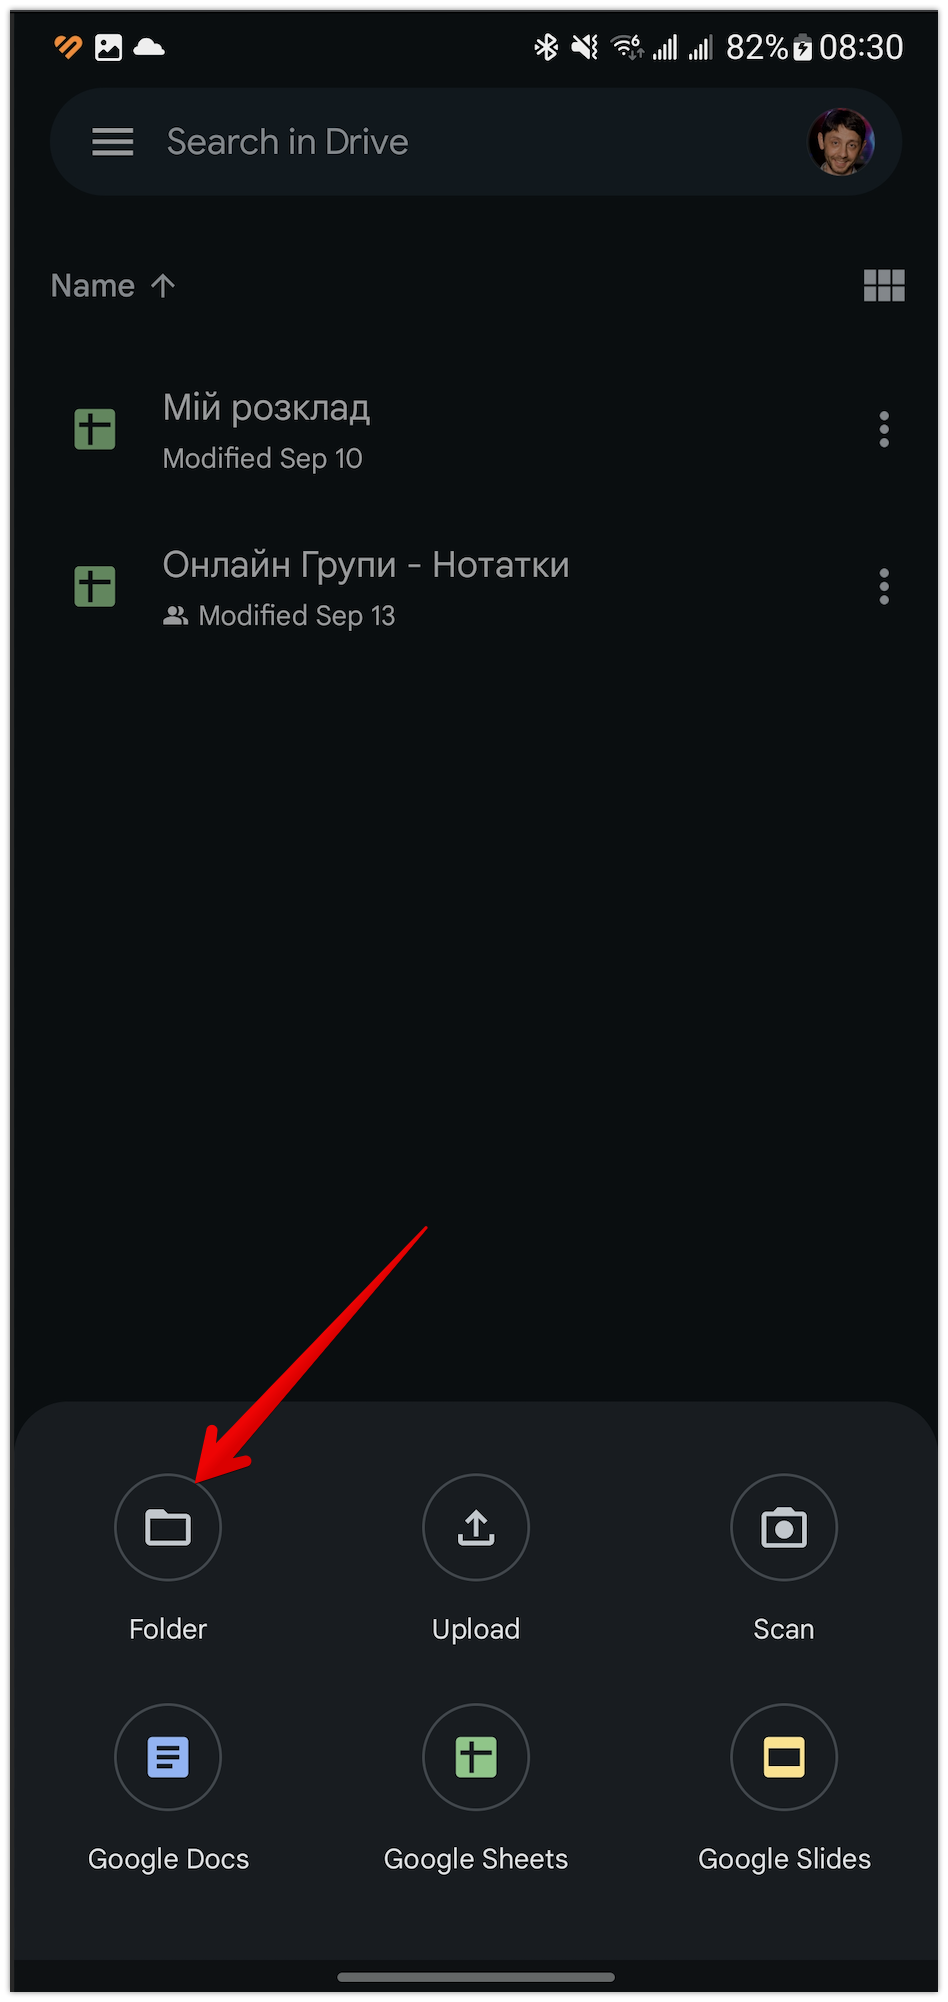 82% 08:30
Search in Drive
Name
Мій розклад
Modified Sep 10
Онлайн Групи - Нотатки
Modified Sep 13
Folder Upload Scan
Google Docs Google Sheets Google Slides